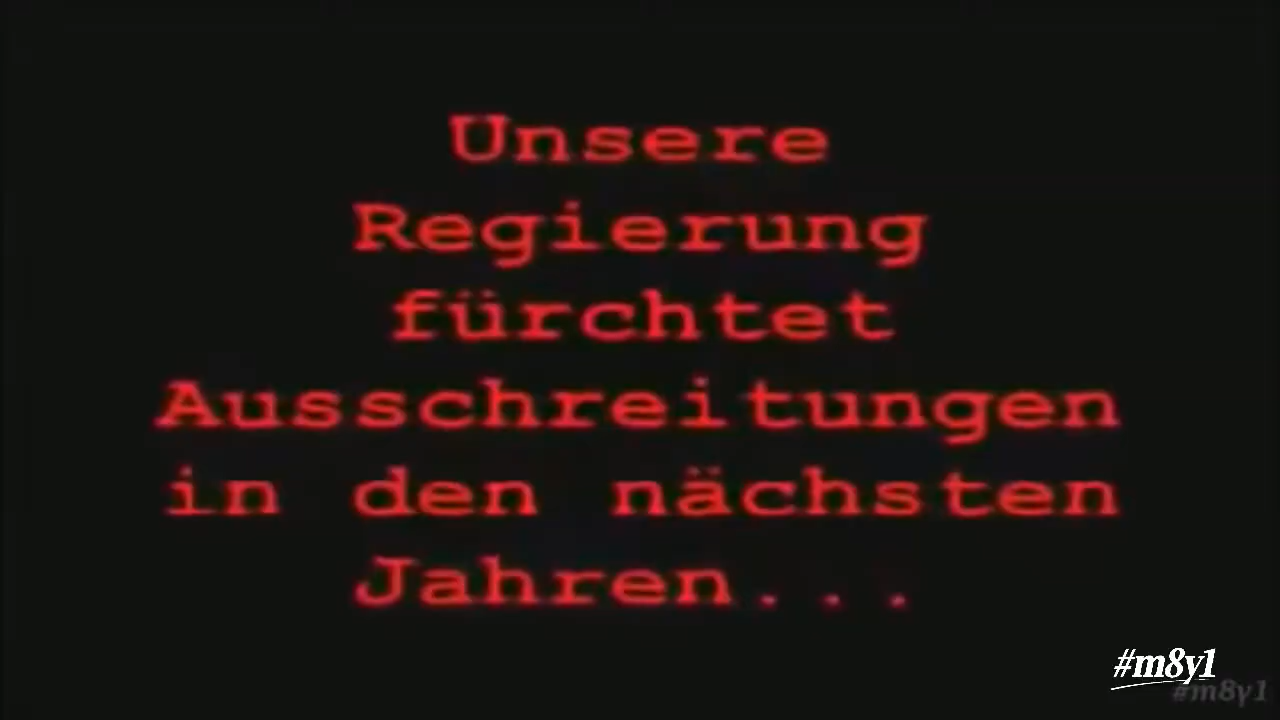 Unsere
Regierung
fürchtet
Ausschreitungen
in den nächsten
Jahren...
#m8y1
#m8y1